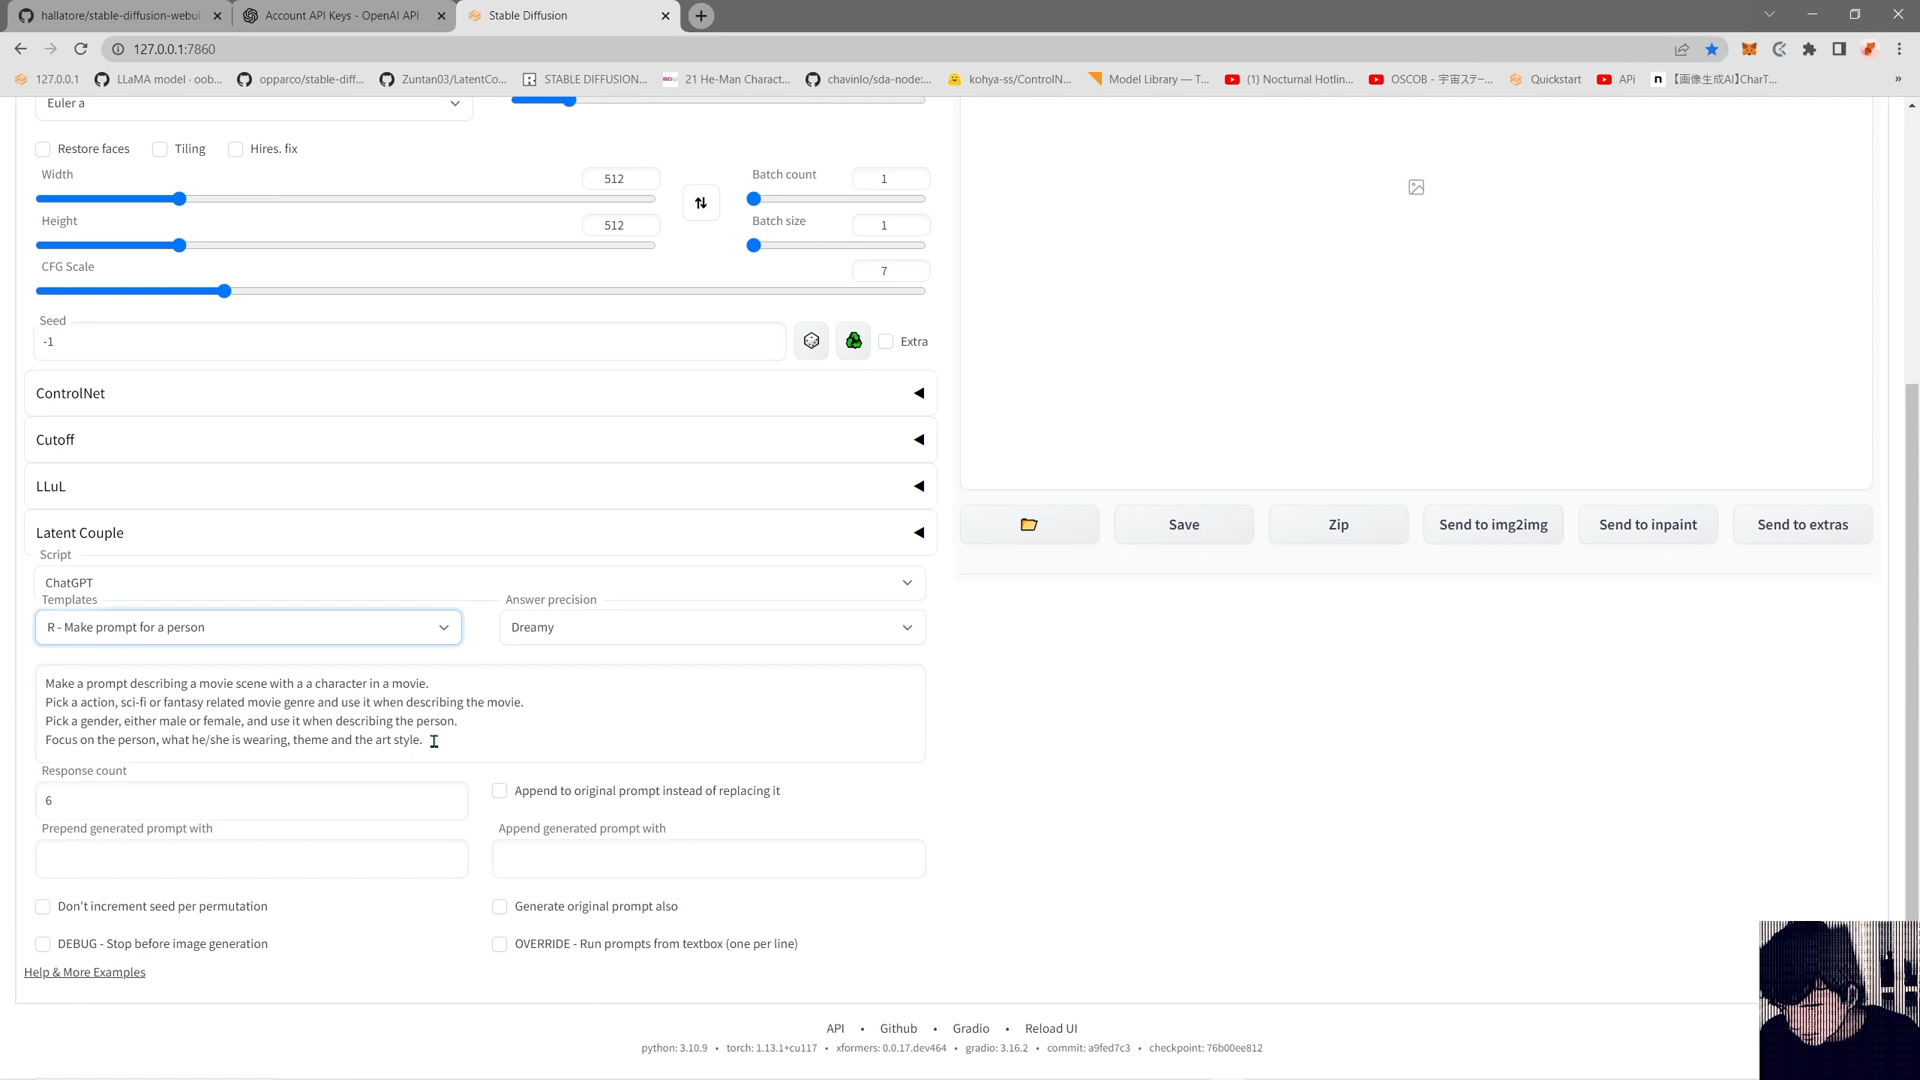 hallatore/stable-diffusion-webui-
Account API Keys - OpenAI API
Stable Diffusion
127.0.0.1:7860
127.0.0.1
LLaMA model · oob...
opparco/stable-diff...
Zuntan03/LatentCo...
STABLE DIFFUSION...
21 He-Man Charact...
chavinlo/sda-node:...
kohya-ss/ControlN...
Model Library — T...
(1) Nocturnal Hotlin...
OSCOB - 宇宙ステー...
Quickstart
APi
【画像生成AI】CharT...
»
Euler a
Restore faces
Tiling
Hires. fix
Width
512
Batch count
1
Height
512
Batch size
1
CFG Scale
7
Seed
-1
Extra
ControlNet
Cutoff
LLuL
Latent Couple
Save
Zip
Send to img2img
Send to inpaint
Send to extras
Script
ChatGPT
Templates
Answer precision
R - Make prompt for a person
Dreamy
Make a prompt describing a movie scene with a a character in a movie.
Pick a action, sci-fi or fantasy related movie genre and use it when describing the movie.
Pick a gender, either male or female, and use it when describing the person.
Focus on the person, what he/she is wearing, theme and the art style.
Response count
6
Append to original prompt instead of replacing it
Prepend generated prompt with
Append generated prompt with
Don't increment seed per permutation
Generate original prompt also
DEBUG - Stop before image generation
OVERRIDE - Run prompts from textbox (one per line)
Help & More Examples
API • Github • Gradio • Reload UI
python: 3.10.9 • torch: 1.13.1+cu117 • xformers: 0.0.17.dev464 • gradio: 3.16.2 • commit: a9fed7c3 • checkpoint: 76b00ee812